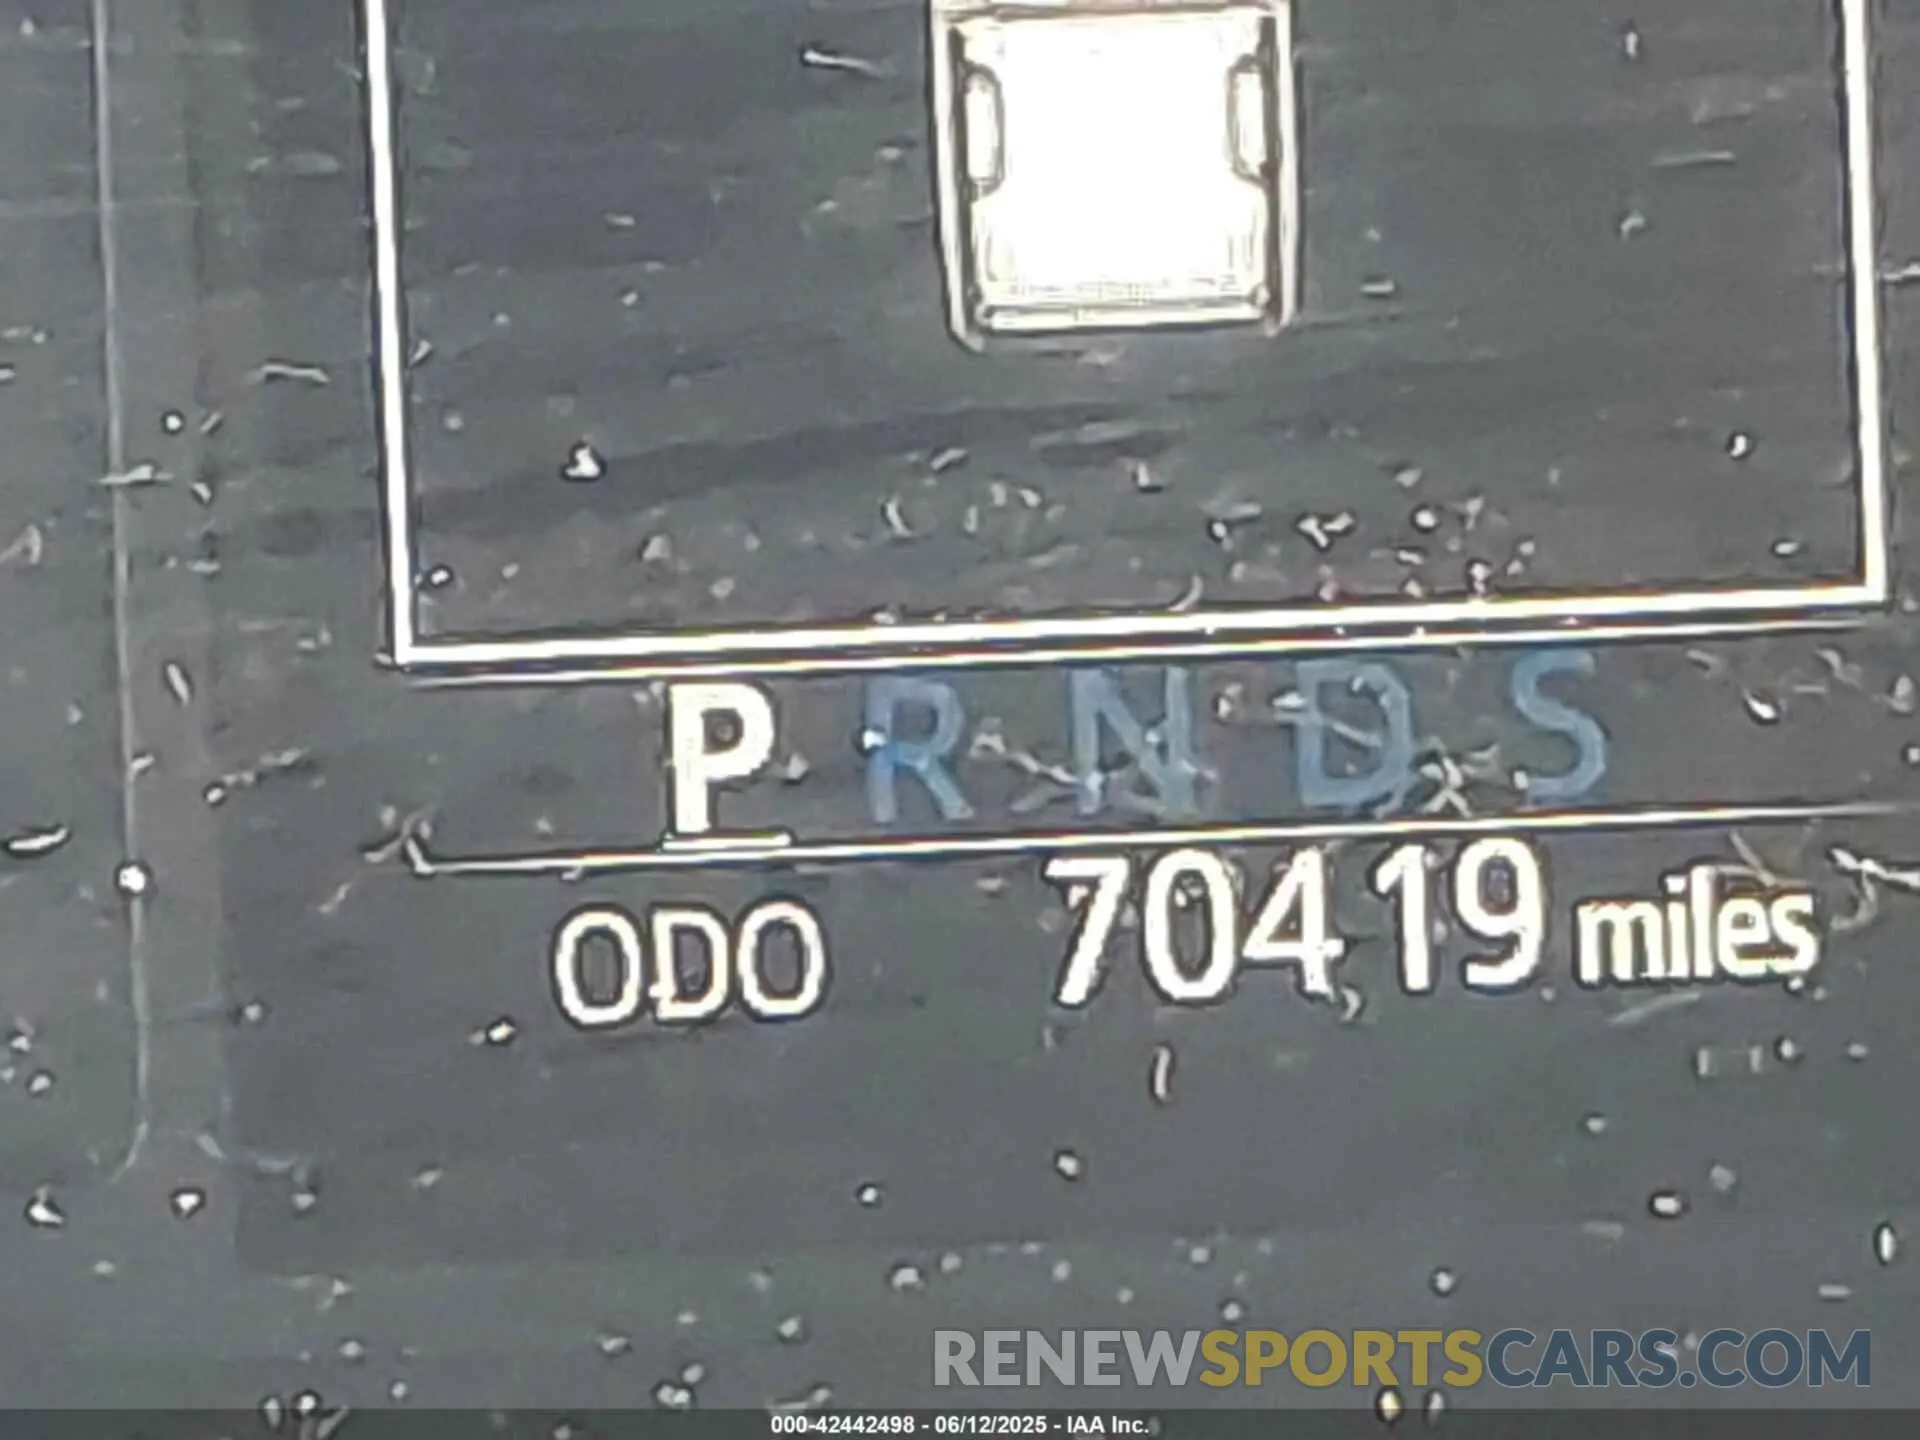 P R N D S
ODO 70419 miles
RENEWSPORTSCARS.COM
000-42442498 - 06/12/2025 - IAA Inc.